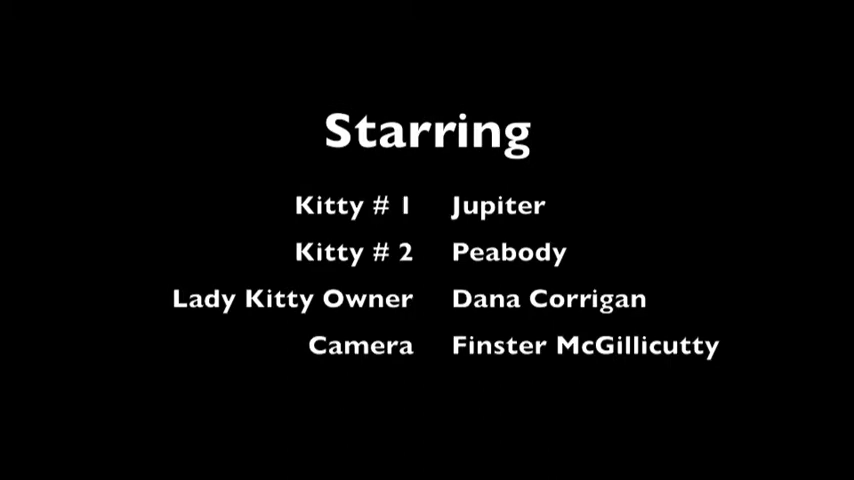 Starring
Kitty # 1 Jupiter
Kitty # 2 Peabody
Lady Kitty Owner Dana Corrigan
Camera Finster McGillicutty